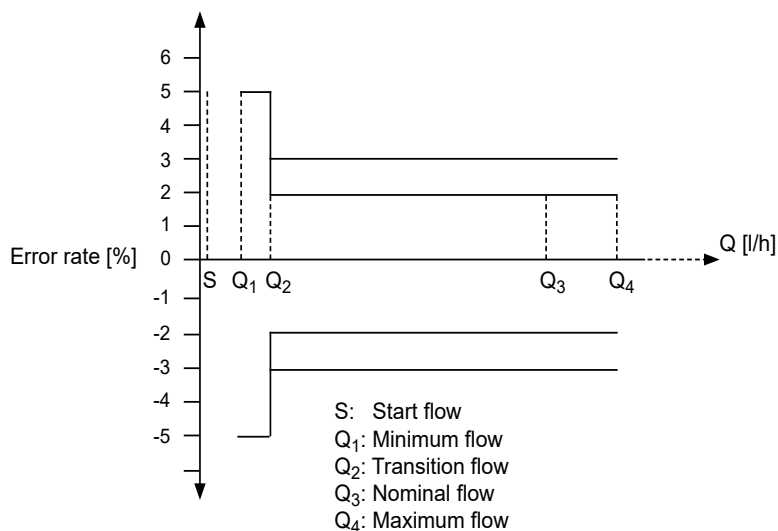 6
5
4
3
2
1
Error rate [%] 0 Q [l/h]
S Q₁ Q₂ Q₃ Q₄
-1
-2
-3
-4
-5
S: Start flow
Q₁: Minimum flow
Q₂: Transition flow
Q₃: Nominal flow
Q₄: Maximum flow